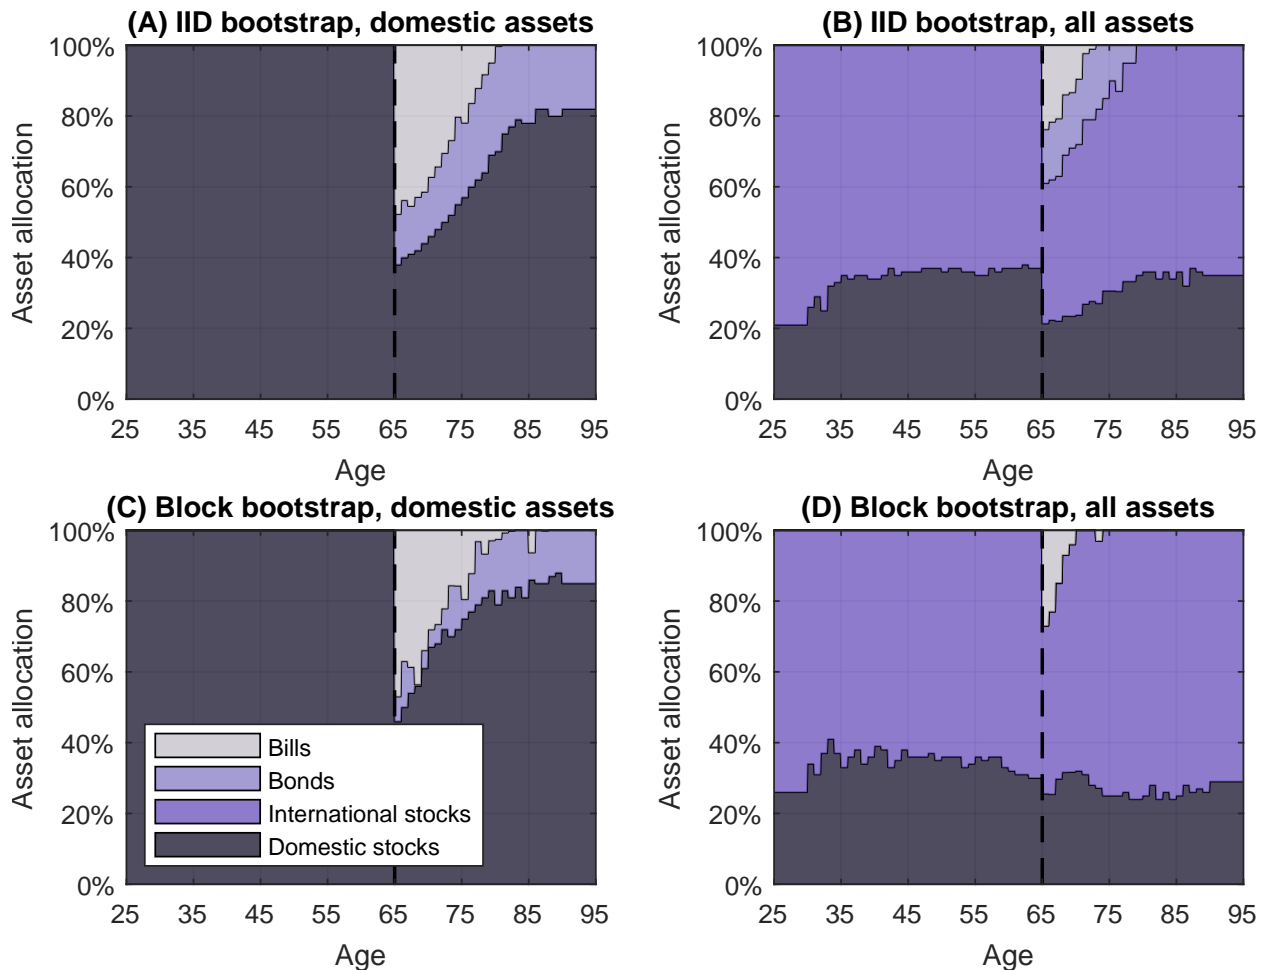 (A) IID bootstrap, domestic assets
100%
80%
60%
40%
20%
0%
Asset allocation
25 35 45 55 65 75 85 95
Age
(B) IID bootstrap, all assets
100%
80%
60%
40%
20%
0%
Asset allocation
25 35 45 55 65 75 85 95
Age
(C) Block bootstrap, domestic assets
100%
80%
60%
40%
20%
0%
Asset allocation
Bills
Bonds
International stocks
Domestic stocks
25 35 45 55 65 75 85 95
Age
(D) Block bootstrap, all assets
100%
80%
60%
40%
20%
0%
Asset allocation
25 35 45 55 65 75 85 95
Age